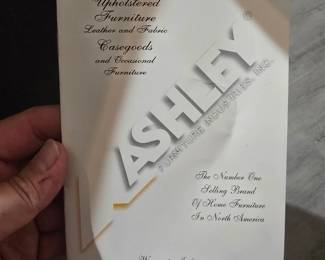 Upholstered
Furniture
Leather and Fabric
Casegoods
and Occasional
Furniture
ASHLEY®
FURNITURE INDUSTRIES, INC.
The Number One
Selling Brand
Of Home Furniture
In North America